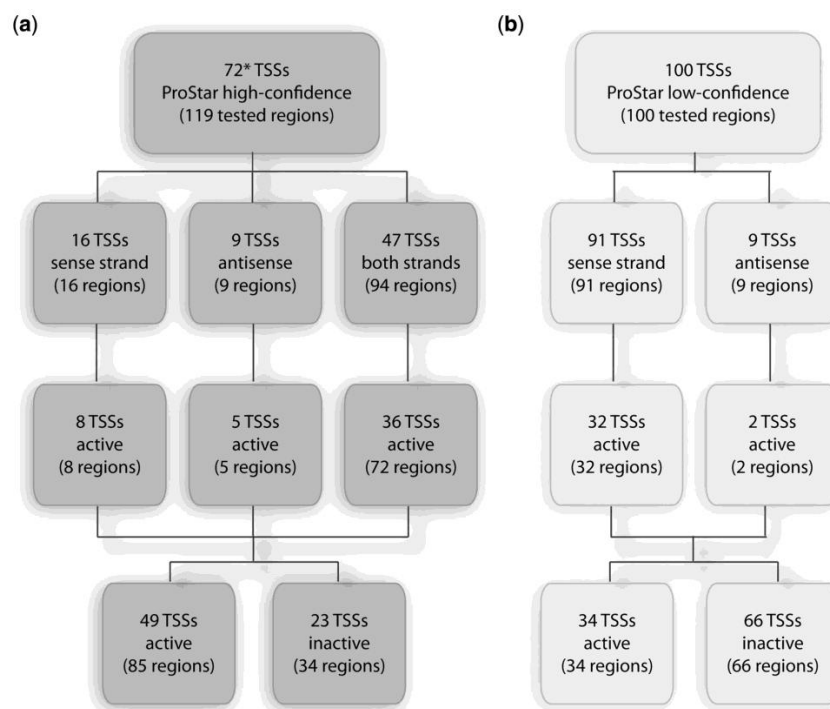 (a)
72* TSSs
ProStar high-confidence
(119 tested regions)
16 TSSs
sense strand
(16 regions)
9 TSSs
antisense
(9 regions)
47 TSSs
both strands
(94 regions)
8 TSSs
active
(8 regions)
5 TSSs
active
(5 regions)
36 TSSs
active
(72 regions)
49 TSSs
active
(85 regions)
23 TSSs
inactive
(34 regions)
(b)
100 TSSs
ProStar low-confidence
(100 tested regions)
91 TSSs
sense strand
(91 regions)
9 TSSs
antisense
(9 regions)
32 TSSs
active
(32 regions)
2 TSSs
active
(2 regions)
34 TSSs
active
(34 regions)
66 TSSs
inactive
(66 regions)